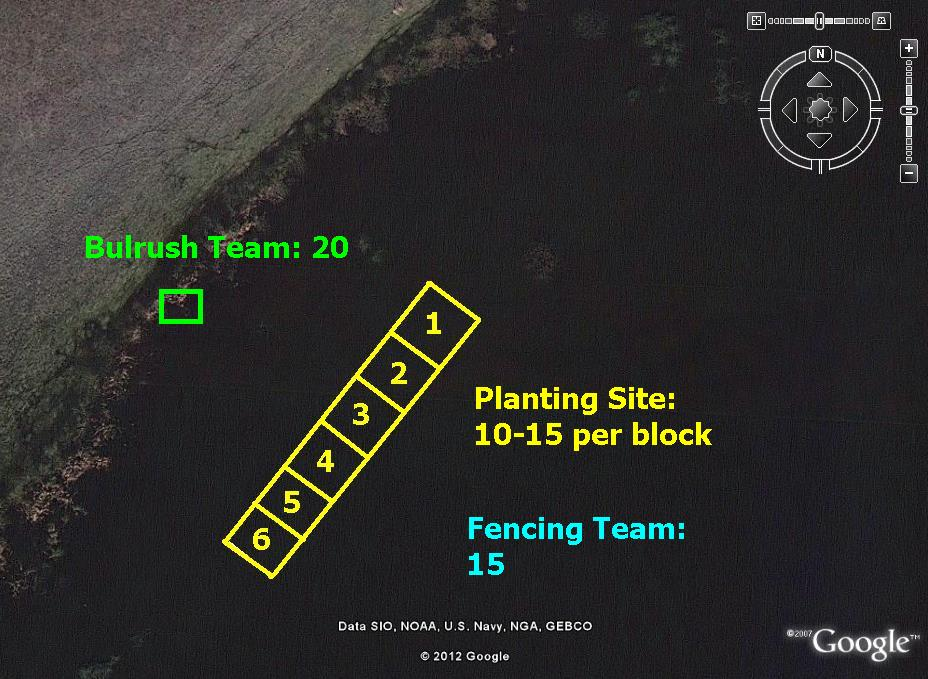 N
Bulrush Team: 20
1
2
3
4
5
6
Planting Site:
10-15 per block
Fencing Team:
15
Data SIO, NOAA, U.S. Navy, NGA, GEBCO
© 2012 Google
©2007 Google™